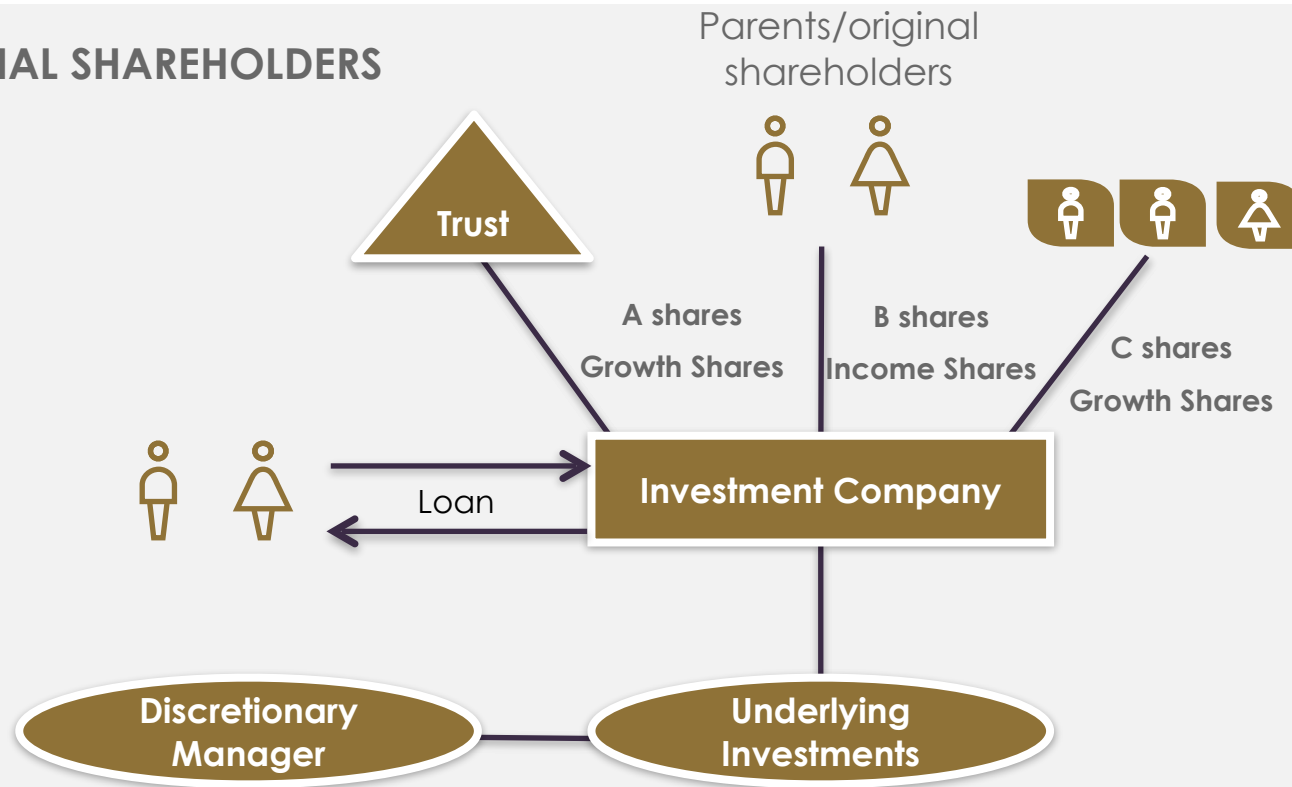 IAL SHAREHOLDERS
Parents/original
shareholders
Trust
A shares
Growth Shares
B shares
Income Shares
C shares
Growth Shares
Loan
Investment Company
Discretionary
Manager
Underlying
Investments